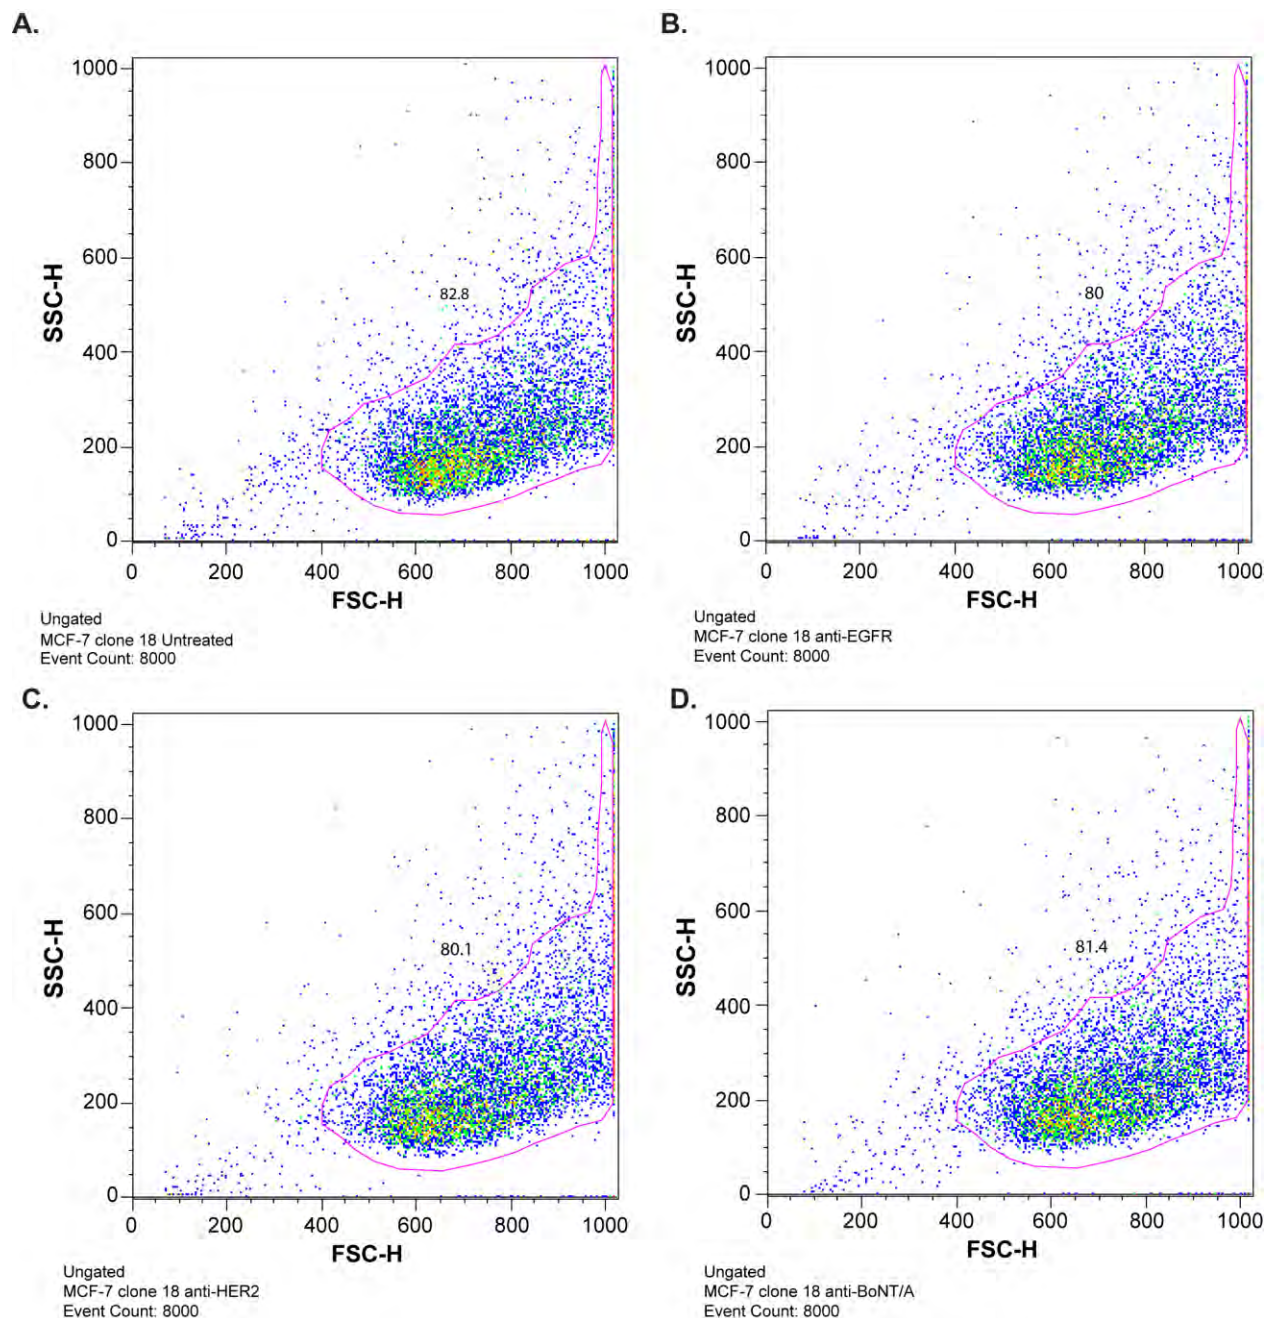 A.
1000
800
600
400
200
0
SSC-H
82.8
0 200 400 600 800 1000
FSC-H
Ungated
MCF-7 clone 18 Untreated
Event Count: 8000
B.
1000
800
600
400
200
0
SSC-H
80
0 200 400 600 800 1000
FSC-H
Ungated
MCF-7 clone 18 anti-EGFR
Event Count: 8000
C.
1000
800
600
400
200
0
SSC-H
80.1
0 200 400 600 800 1000
FSC-H
Ungated
MCF-7 clone 18 anti-HER2
Event Count: 8000
D.
1000
800
600
400
200
0
SSC-H
81.4
0 200 400 600 800 1000
FSC-H
Ungated
MCF-7 clone 18 anti-BoNT/A
Event Count: 8000